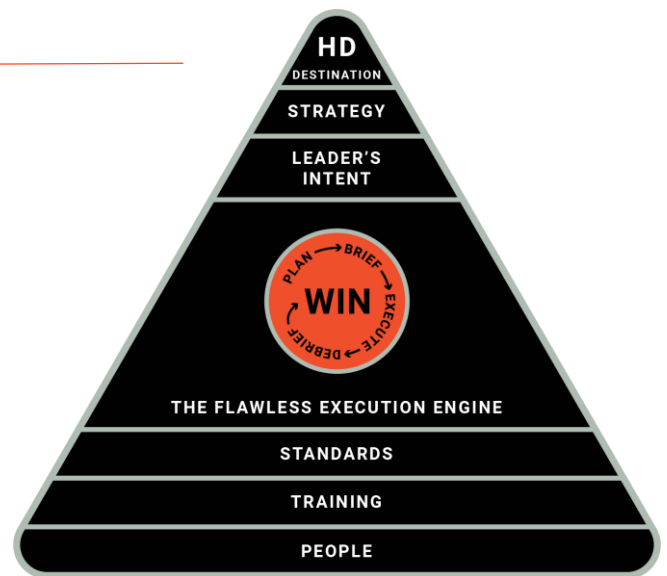 HD
DESTINATION
STRATEGY
LEADER'S
INTENT
PLAN
BRIEF
EXECUTE
DEBRIEF
WIN
THE FLAWLESS EXECUTION ENGINE
STANDARDS
TRAINING
PEOPLE